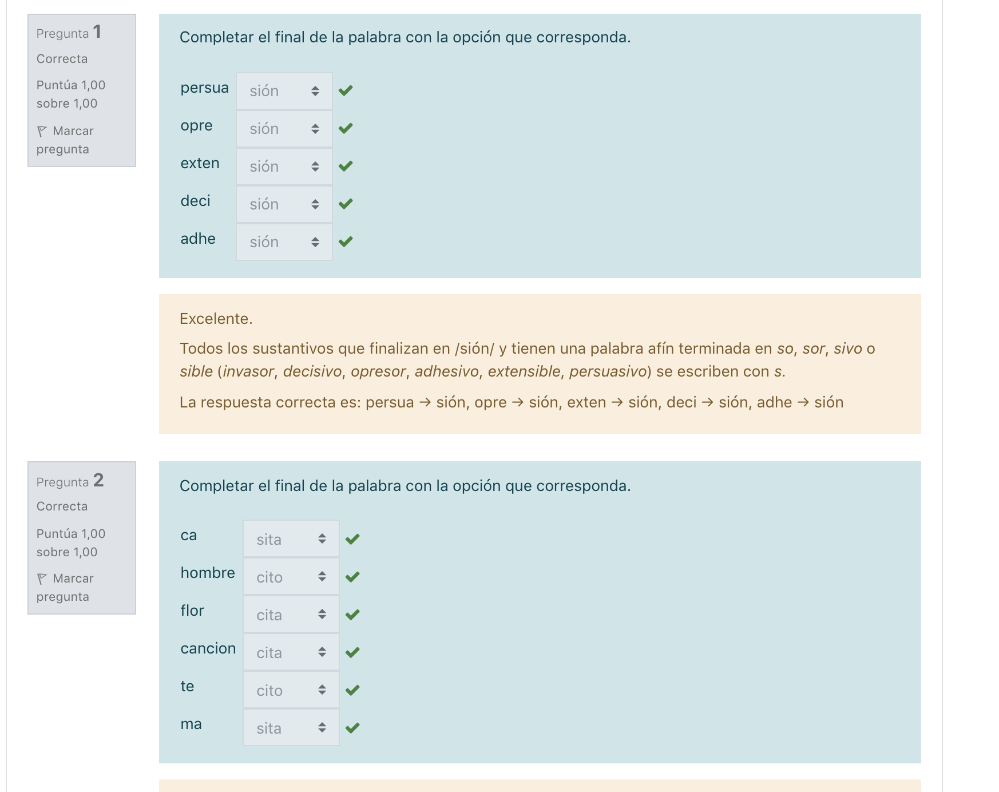 Pregunta 1
Correcta
Puntúa 1,00
sobre 1,00
Marcar
pregunta
Completar el final de la palabra con la opción que corresponda.
persua sión
opre sión
exten sión
deci sión
adhe sión
Excelente.
Todos los sustantivos que finalizan en /sión/ y tienen una palabra afín terminada en so, sor, sivo o
sible (invasor, decisivo, opresor, adhesivo, extensible, persuasivo) se escriben con s.
La respuesta correcta es: persua → sión, opre → sión, exten → sión, deci → sión, adhe → sión
Pregunta 2
Correcta
Puntúa 1,00
sobre 1,00
Marcar
pregunta
Completar el final de la palabra con la opción que corresponda.
ca sita
hombre cito
flor cita
cancion cita
te cito
ma sita